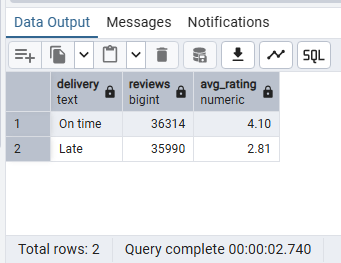 Data Output Messages Notifications
SQL
delivery reviews avg_rating
text bigint numeric
1 On time 36314 4.10
2 Late 35990 2.81
Total rows: 2 Query complete 00:00:02.740